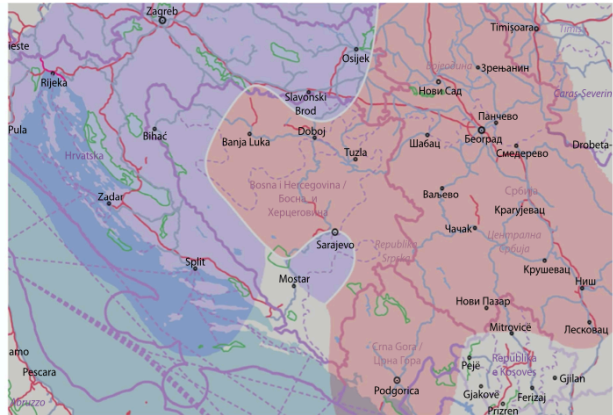 Zagreb
Timișoara
ieste
Osijek
Зрењанин
Rijeka
Нови Сад
Slavonski
Brod
Caraș-Severin
Панчево
Pula
Bihać
Banja Luka
Doboj
Београд
Drobeta-
Hrvatska
Tuzla
Шабац
Смедерево
Bosna i Hercegovina /
Босна и
Херцеговина
Ваљево
Србија
Zadar
Крагујевац
Чачак
Централна
Србија
Sarajevo
Republika
Srpska
Split
Крушевац
Mostar
Ниш
Нови Пазар
Лесковац
Mitrovicë
Crna Gora /
Црна Гора
amo
Republika
e Kosovës
Pescara
Pejë
Podgorica
Gjakovë
Gjilan
Ferizaj
Abruzzo
Prizren